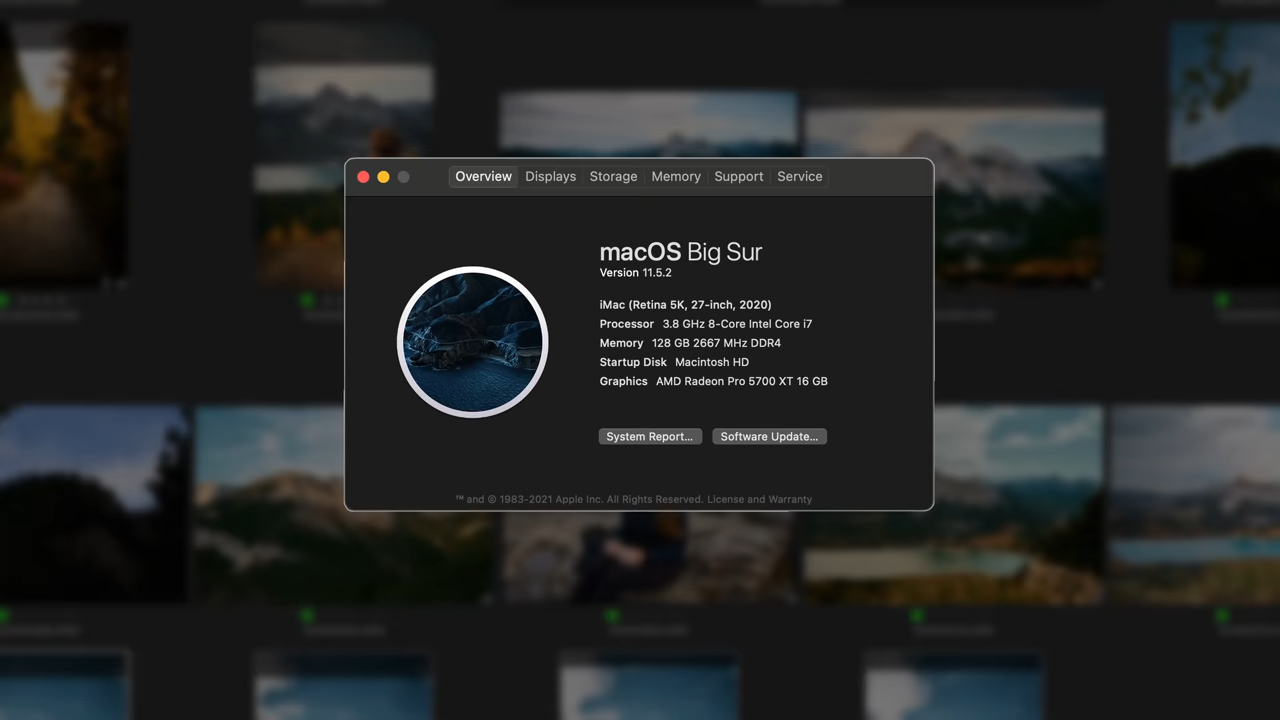 Overview Displays Storage Memory Support Service
macOS Big Sur
Version 11.5.2
iMac (Retina 5K, 27-inch, 2020)
Processor 3.8 GHz 8-Core Intel Core i7
Memory 128 GB 2667 MHz DDR4
Startup Disk Macintosh HD
Graphics AMD Radeon Pro 5700 XT 16 GB
System Report... Software Update...
™ and © 1983-2021 Apple Inc. All Rights Reserved. License and Warranty